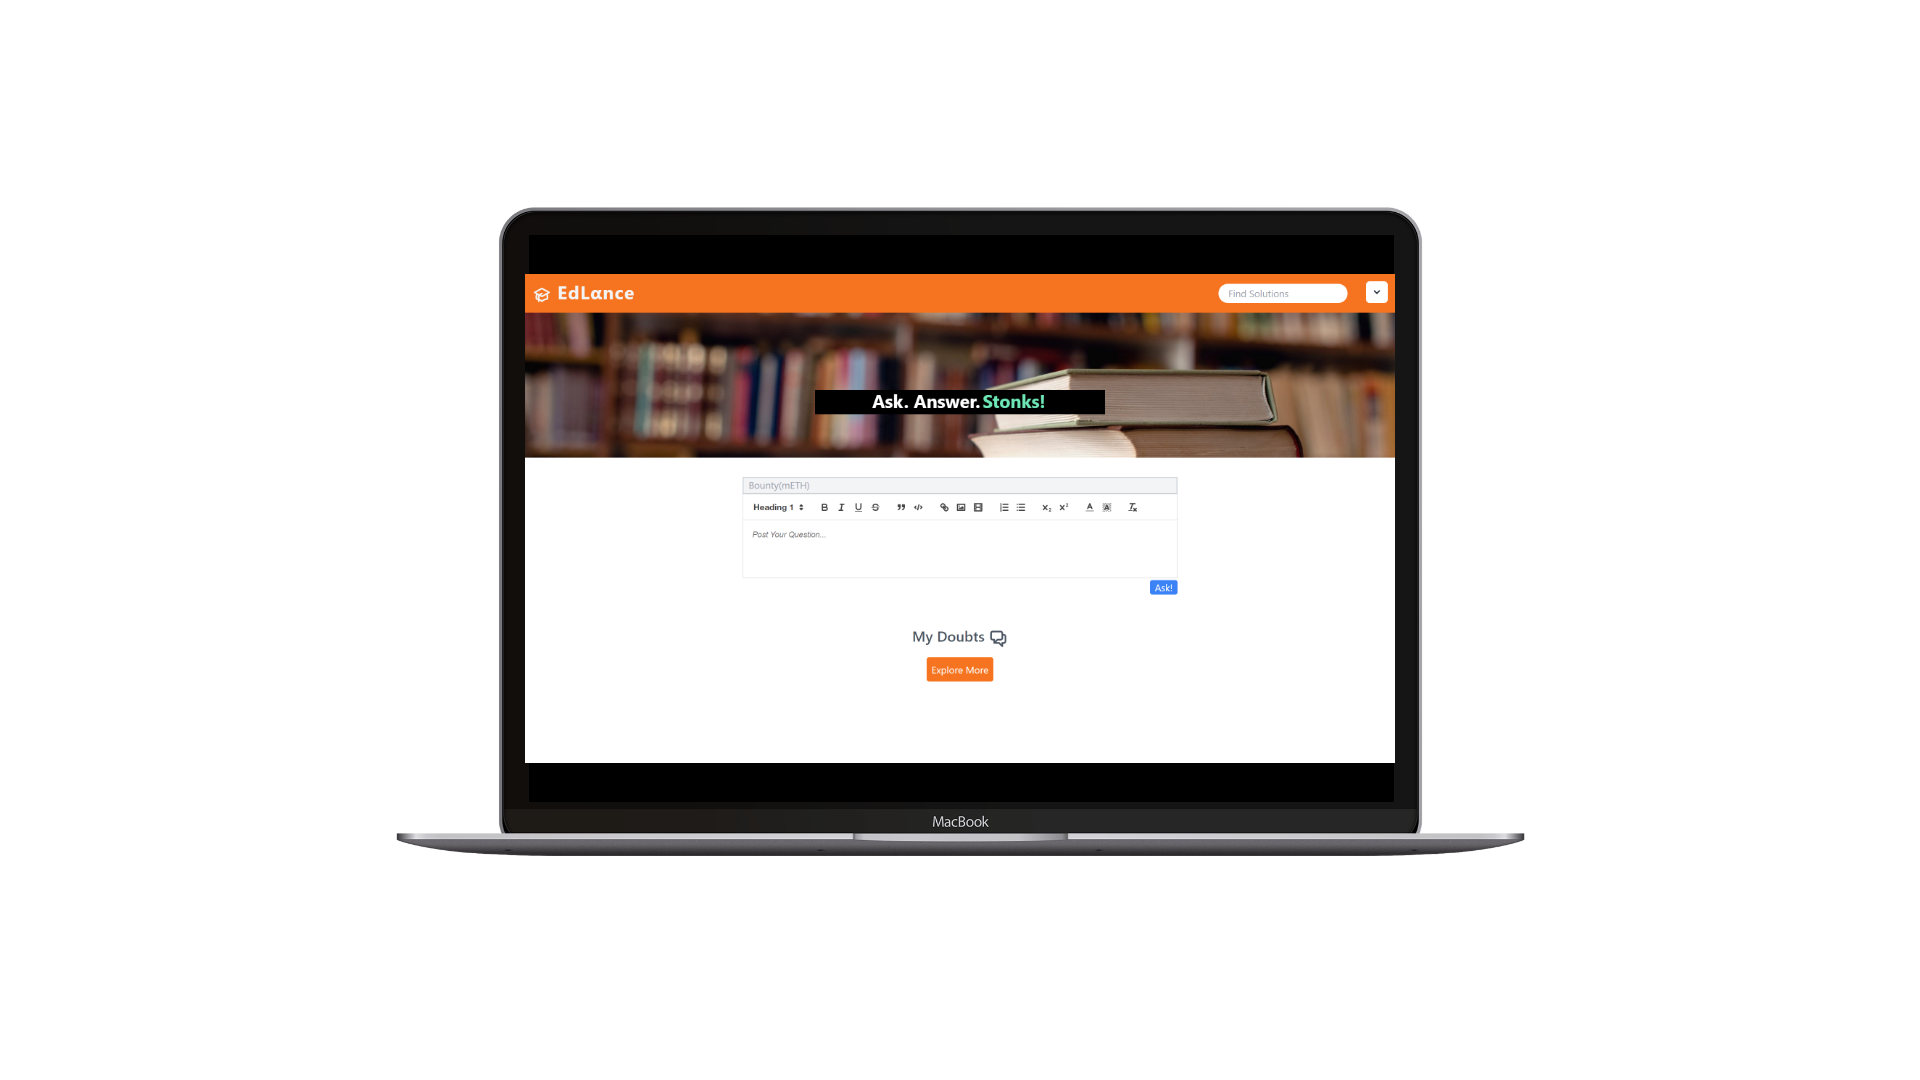 EdLance
Find Solutions
Ask. Answer. Stonks!
Bounty(mETH)
Heading 1
Post Your Question...
Ask!
My Doubts
Explore More
MacBook